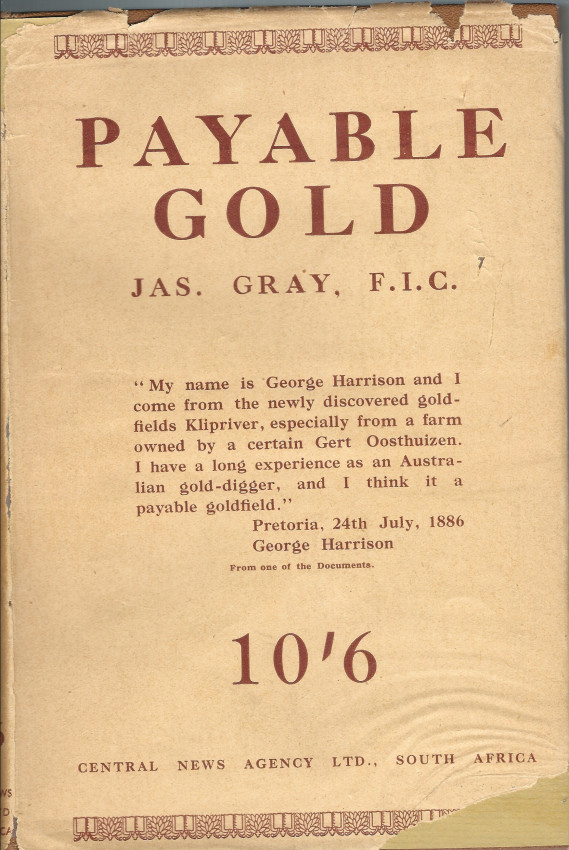 PAYABLE
GOLD
JAS. GRAY, F.I.C.
“My name is George Harrison and I
come from the newly discovered gold-
fields Klipriver, especially from a farm
owned by a certain Gert Oosthuizen.
I have a long experience as an Austra-
lian gold-digger, and I think it a
payable goldfield.”
Pretoria, 24th July, 1886
George Harrison
From one of the Documents.
10'6
CENTRAL NEWS AGENCY LTD., SOUTH AFRICA